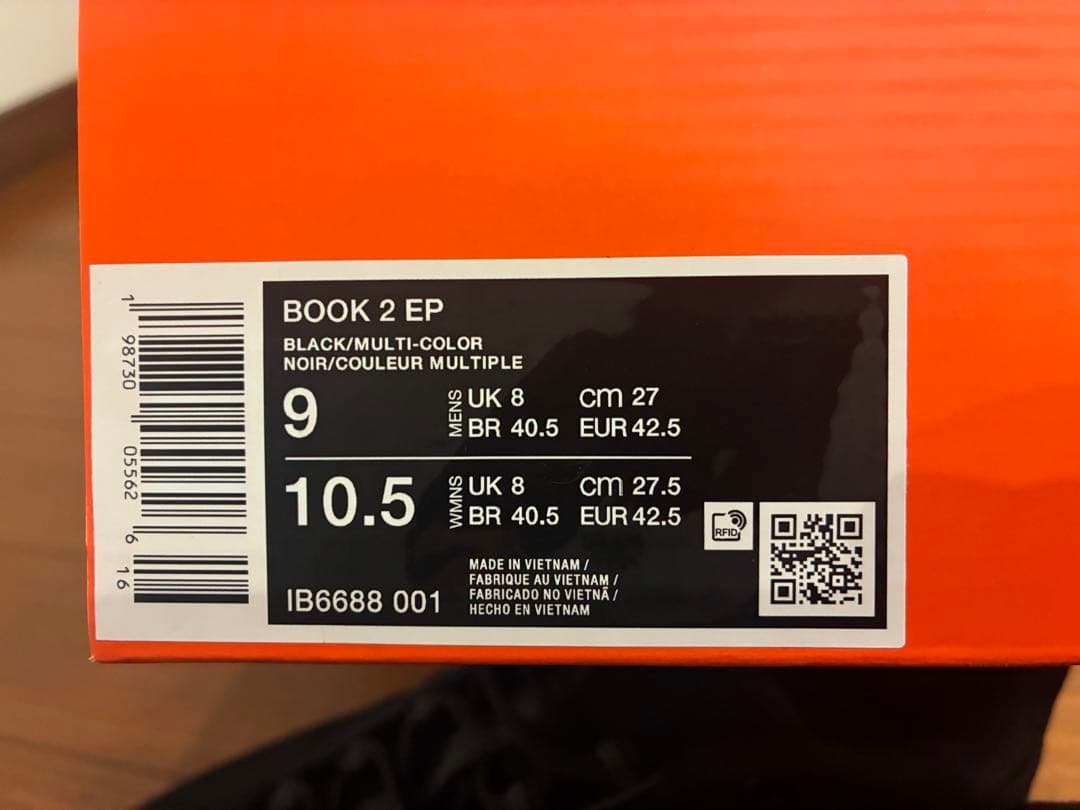 BOOK 2 EP
BLACK/MULTI-COLOR
NOIR/COULEUR MULTIPLE
9 MENS UK 8 cm 27
BR 40.5 EUR 42.5
10.5 WMNS UK 8 cm 27.5
BR 40.5 EUR 42.5
IB6688 001
MADE IN VIETNAM /
FABRIQUE AU VIETNAM /
FABRICADO NO VIETNÃ /
HECHO EN VIETNAM
RFID
1 98730 05562 6 16